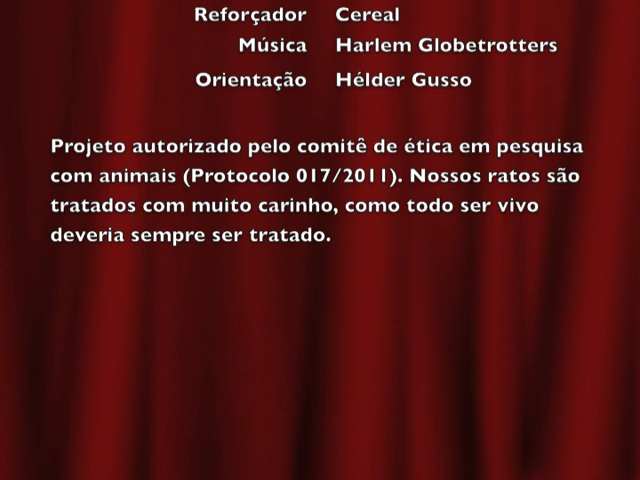 Reforçador Cereal
Música Harlem Globetrotters
Orientação Hélder Gusso
Projeto autorizado pelo comitê de ética em pesquisa
com animais (Protocolo 017/2011). Nossos ratos são
tratados com muito carinho, como todo ser vivo
deveria sempre ser tratado.